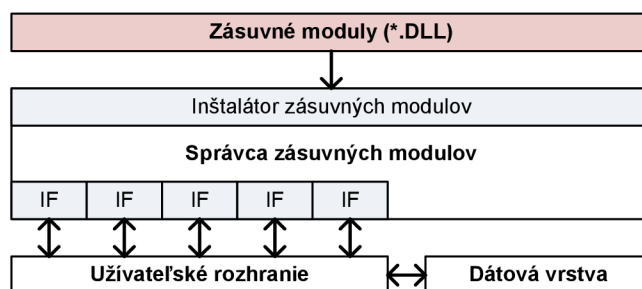 Zásuvné moduly (*.DLL)
Inštalátor zásuvných modulov
Správca zásuvných modulov
IF IF IF IF IF
Užívateľské rozhranie Dátová vrstva